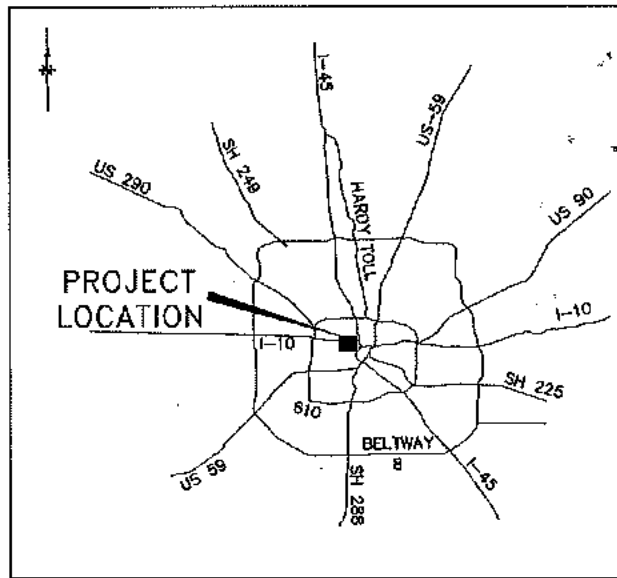 I-45
US-59
SH 249
US 290
HARDY TOLL
US 90
PROJECT
LOCATION
I-10
I-10
SH 225
610
BELTWAY
8
US 59
SH 288
I-45